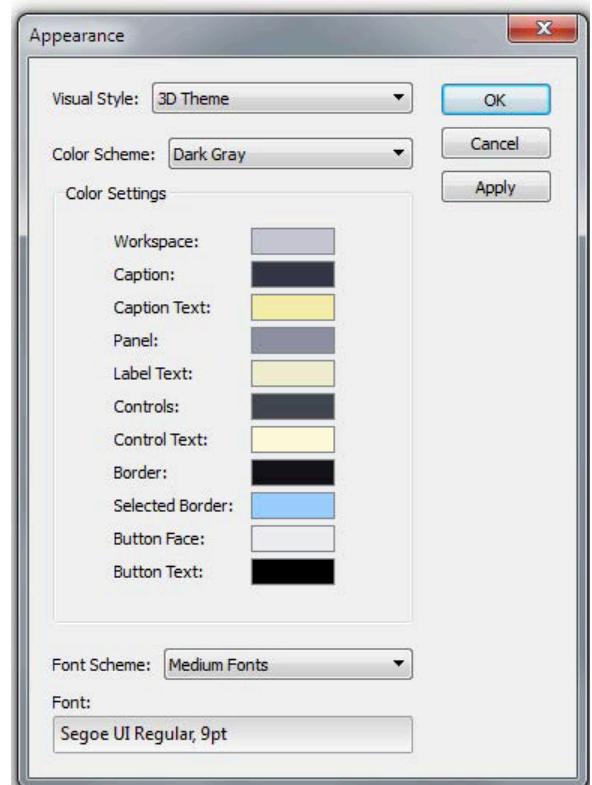 Appearance
Visual Style: 3D Theme
OK
Color Scheme: Dark Gray
Cancel
Apply
Color Settings
Workspace:
Caption:
Caption Text:
Panel:
Label Text:
Controls:
Control Text:
Border:
Selected Border:
Button Face:
Button Text:
Font Scheme: Medium Fonts
Font:
Segoe UI Regular, 9pt